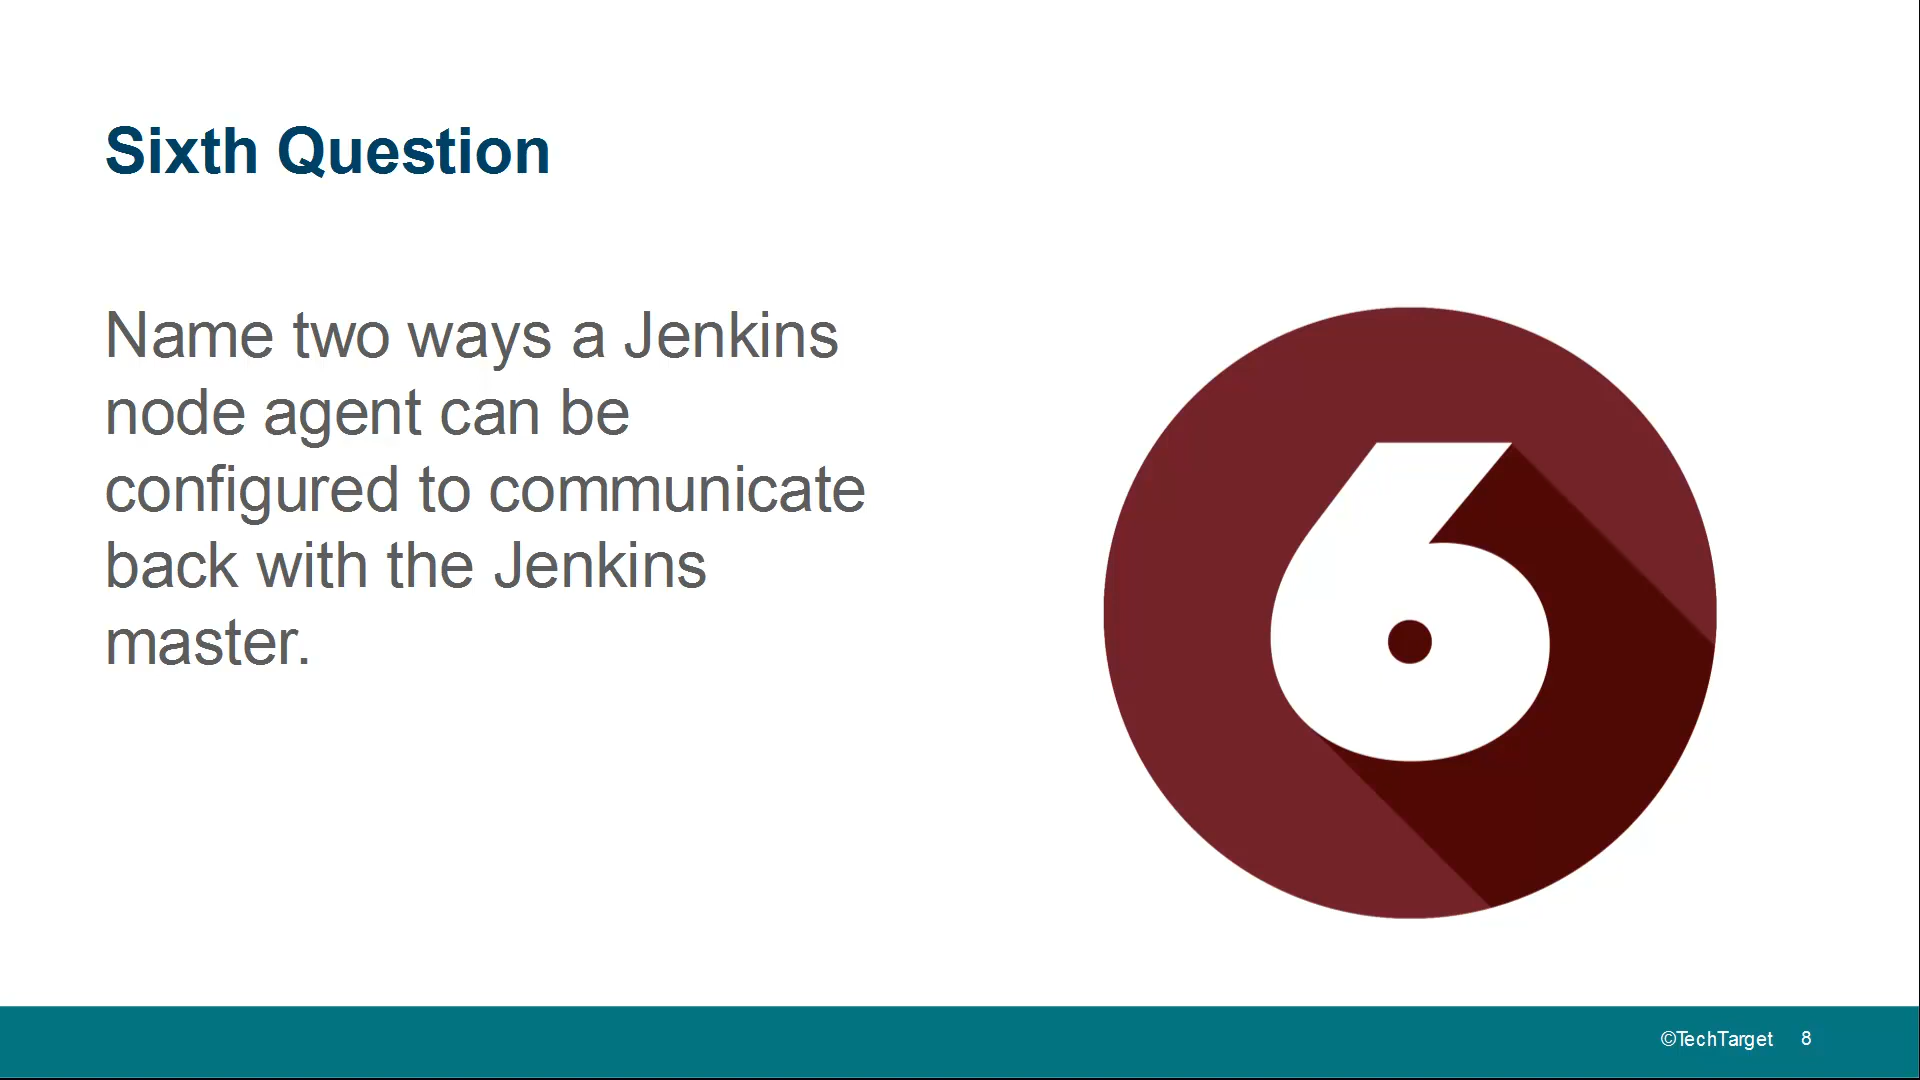 Sixth Question
Name two ways a Jenkins
node agent can be
configured to communicate
back with the Jenkins
master.
6
©TechTarget 8